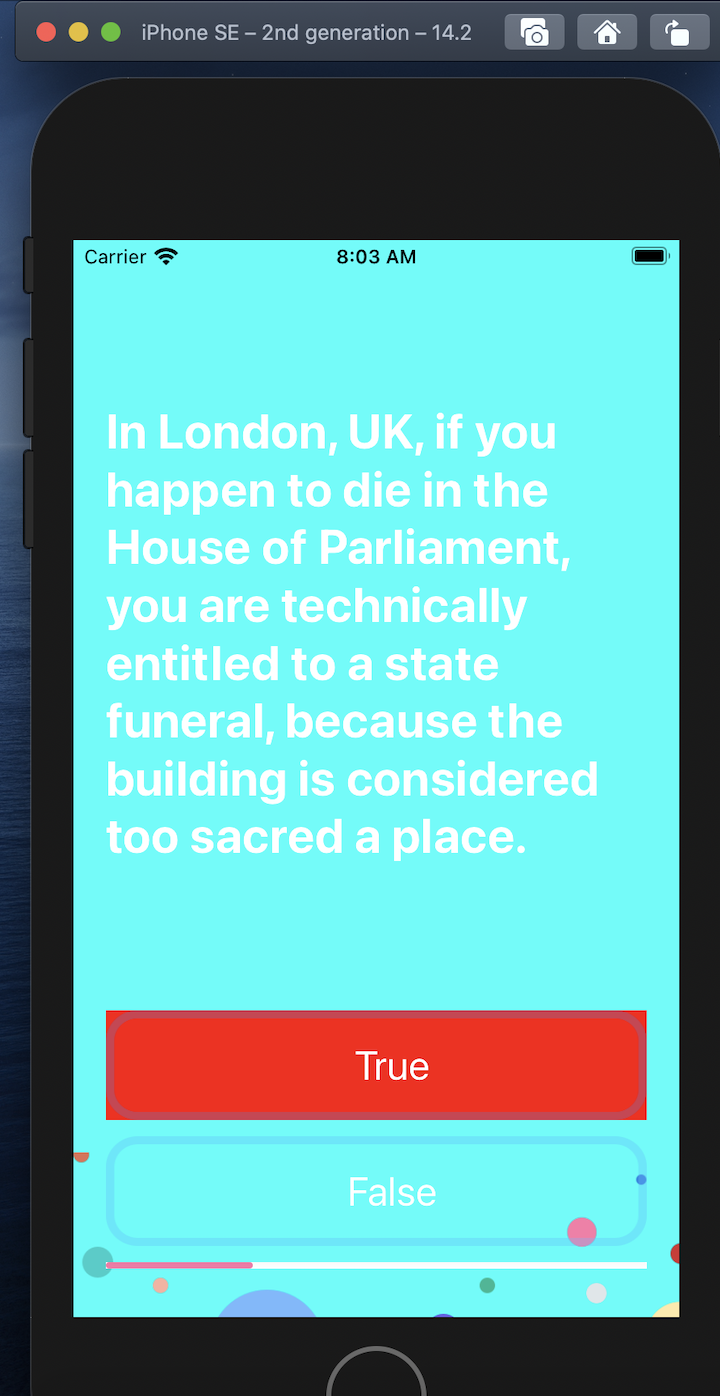 iPhone SE – 2nd generation – 14.2
Carrier 8:03 AM
In London, UK, if you
happen to die in the
House of Parliament,
you are technically
entitled to a state
funeral, because the
building is considered
too sacred a place.
True
False